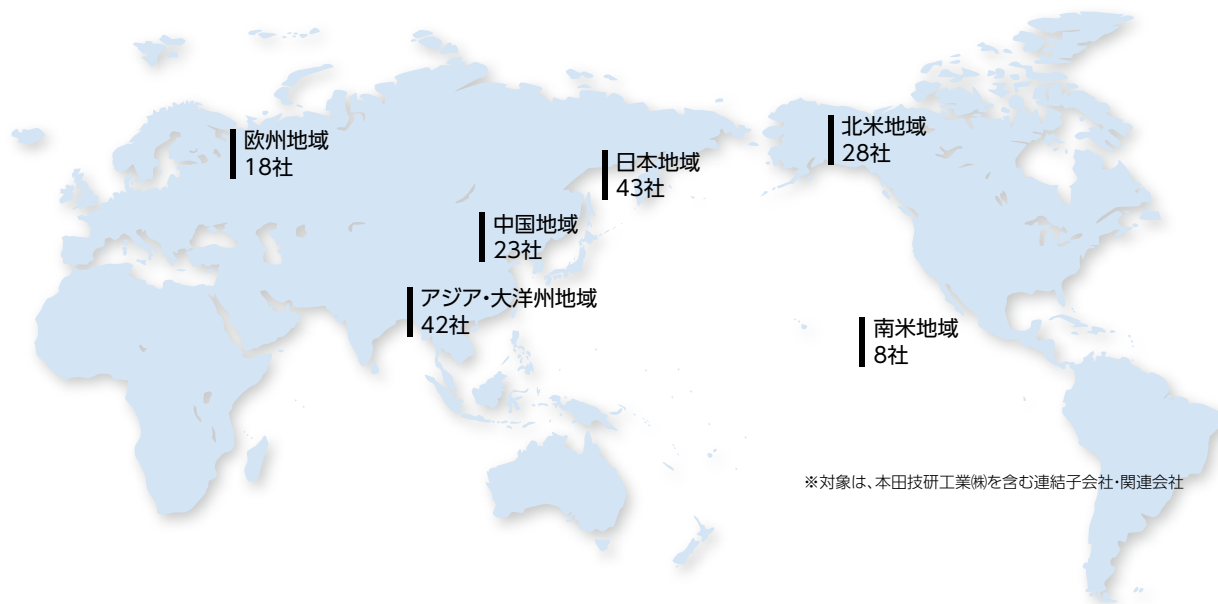 欧州地域
18社
日本地域
43社
北米地域
28社
中国地域
23社
アジア・大洋州地域
42社
南米地域
8社
※対象は、本田技研工業㈱を含む連結子会社・関連会社